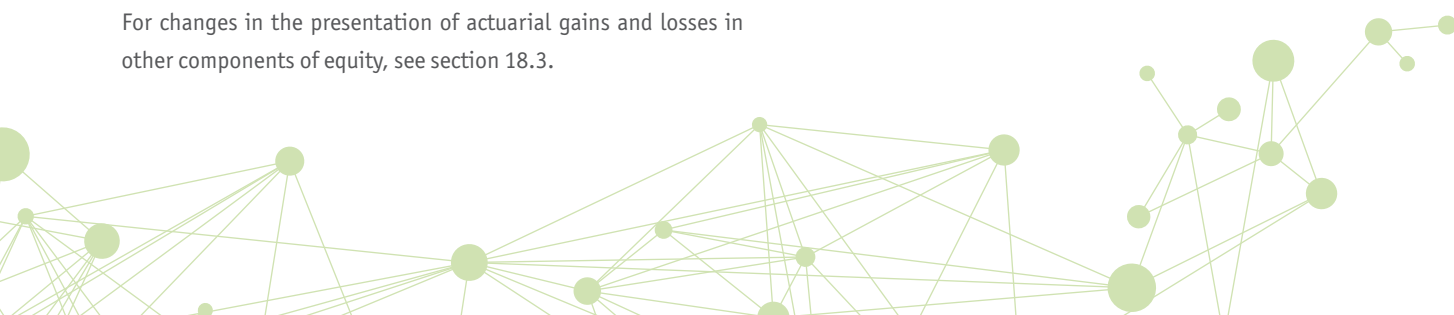 For changes in the presentation of actuarial gains and losses in
other components of equity, see section 18.3.